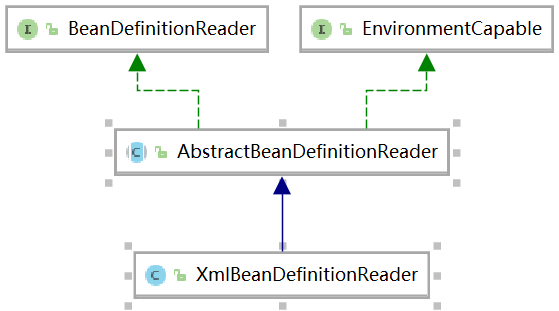 BeanDefinitionReader
EnvironmentCapable
AbstractBeanDefinitionReader
XmlBeanDefinitionReader